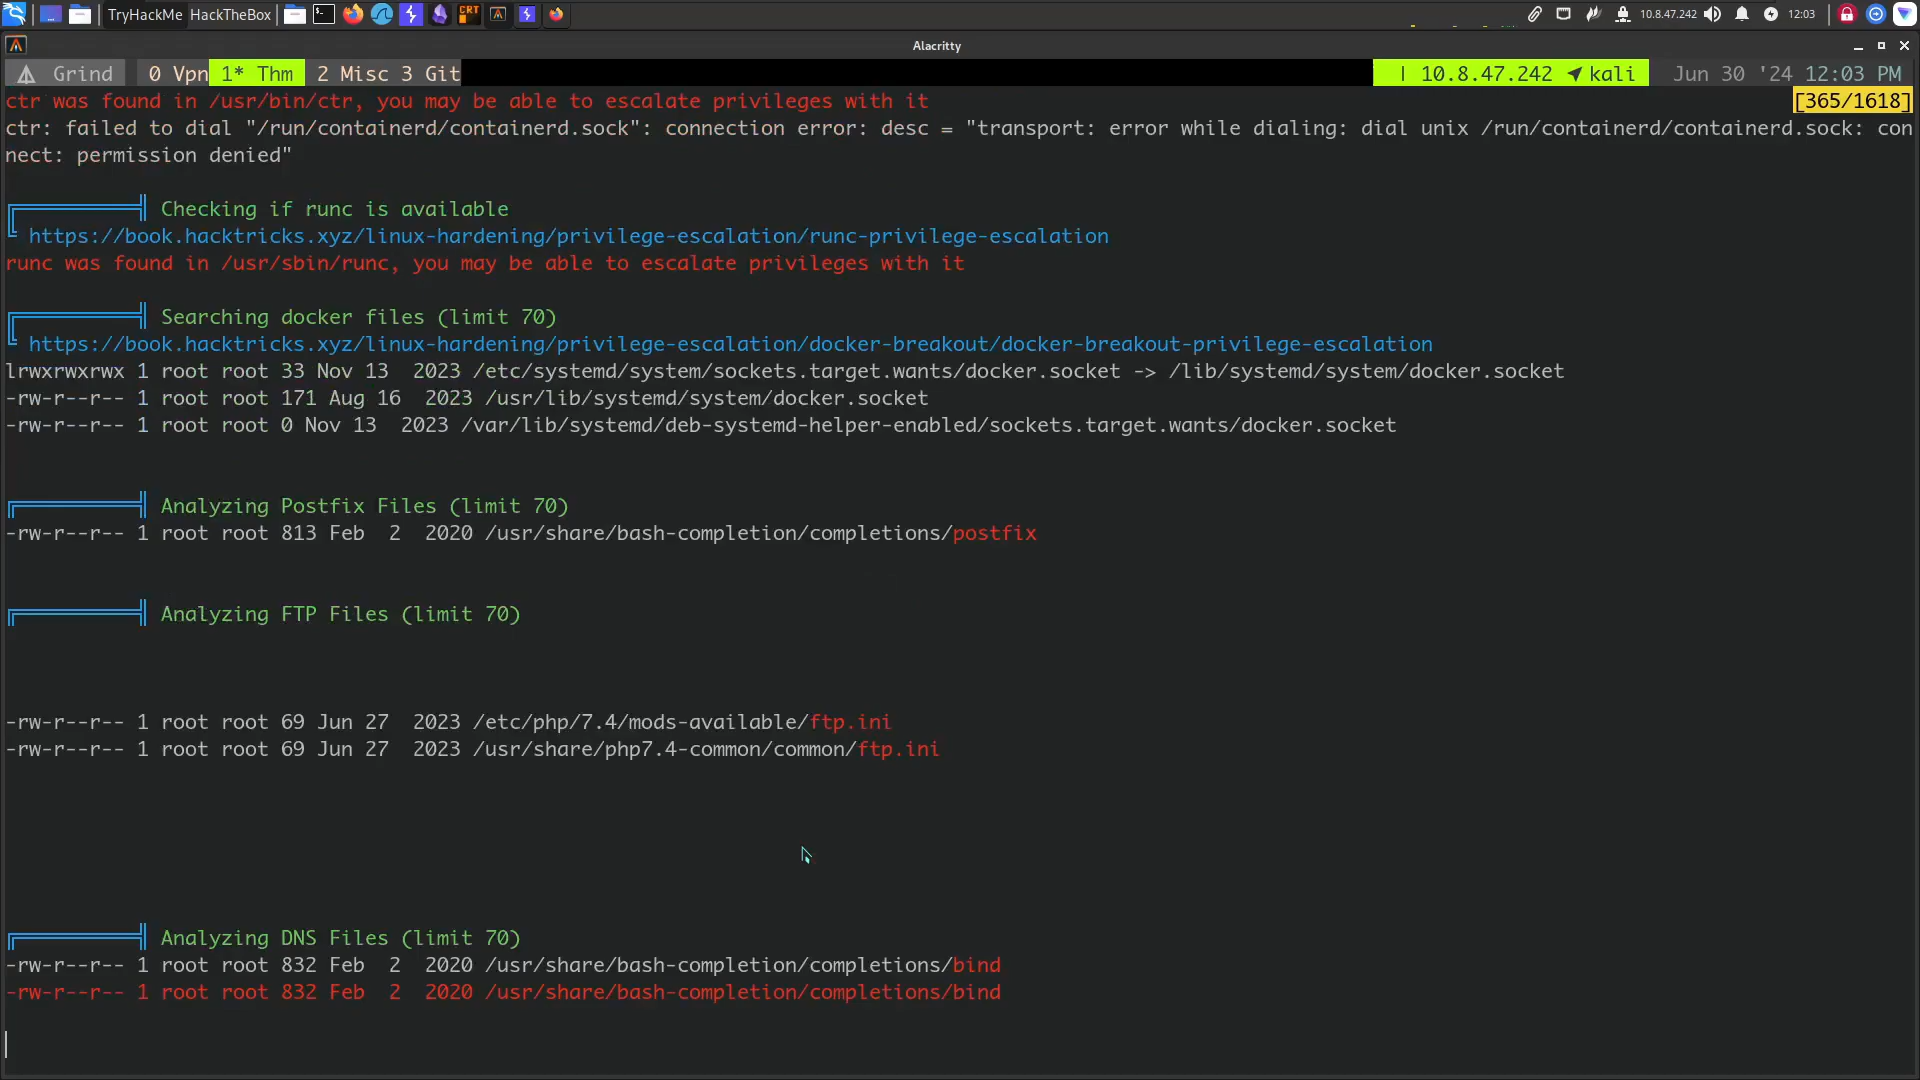 TryHackMe HackTheBox CRT 10.8.47.242 12:03
Alacritty
Grind 0 Vpn 1* Thm 2 Misc 3 Git | 10.8.47.242 kali Jun 30 '24 12:03 PM
ctr was found in /usr/bin/ctr, you may be able to escalate privileges with it [365/1618]
ctr: failed to dial "/run/containerd/containerd.sock": connection error: desc = "transport: error while dialing: dial unix /run/containerd/containerd.sock: con
nect: permission denied"
Checking if runc is available
https://book.hacktricks.xyz/linux-hardening/privilege-escalation/runc-privilege-escalation
runc was found in /usr/sbin/runc, you may be able to escalate privileges with it
Searching docker files (limit 70)
https://book.hacktricks.xyz/linux-hardening/privilege-escalation/docker-breakout/docker-breakout-privilege-escalation
lrwxrwxrwx 1 root root 33 Nov 13  2023 /etc/systemd/system/sockets.target.wants/docker.socket -> /lib/systemd/system/docker.socket
-rw-r--r-- 1 root root 171 Aug 16  2023 /usr/lib/systemd/system/docker.socket
-rw-r--r-- 1 root root 0 Nov 13  2023 /var/lib/systemd/deb-systemd-helper-enabled/sockets.target.wants/docker.socket
Analyzing Postfix Files (limit 70)
-rw-r--r-- 1 root root 813 Feb  2  2020 /usr/share/bash-completion/completions/postfix
Analyzing FTP Files (limit 70)
-rw-r--r-- 1 root root 69 Jun 27  2023 /etc/php/7.4/mods-available/ftp.ini
-rw-r--r-- 1 root root 69 Jun 27  2023 /usr/share/php7.4-common/common/ftp.ini
Analyzing DNS Files (limit 70)
-rw-r--r-- 1 root root 832 Feb  2  2020 /usr/share/bash-completion/completions/bind
-rw-r--r-- 1 root root 832 Feb  2  2020 /usr/share/bash-completion/completions/bind